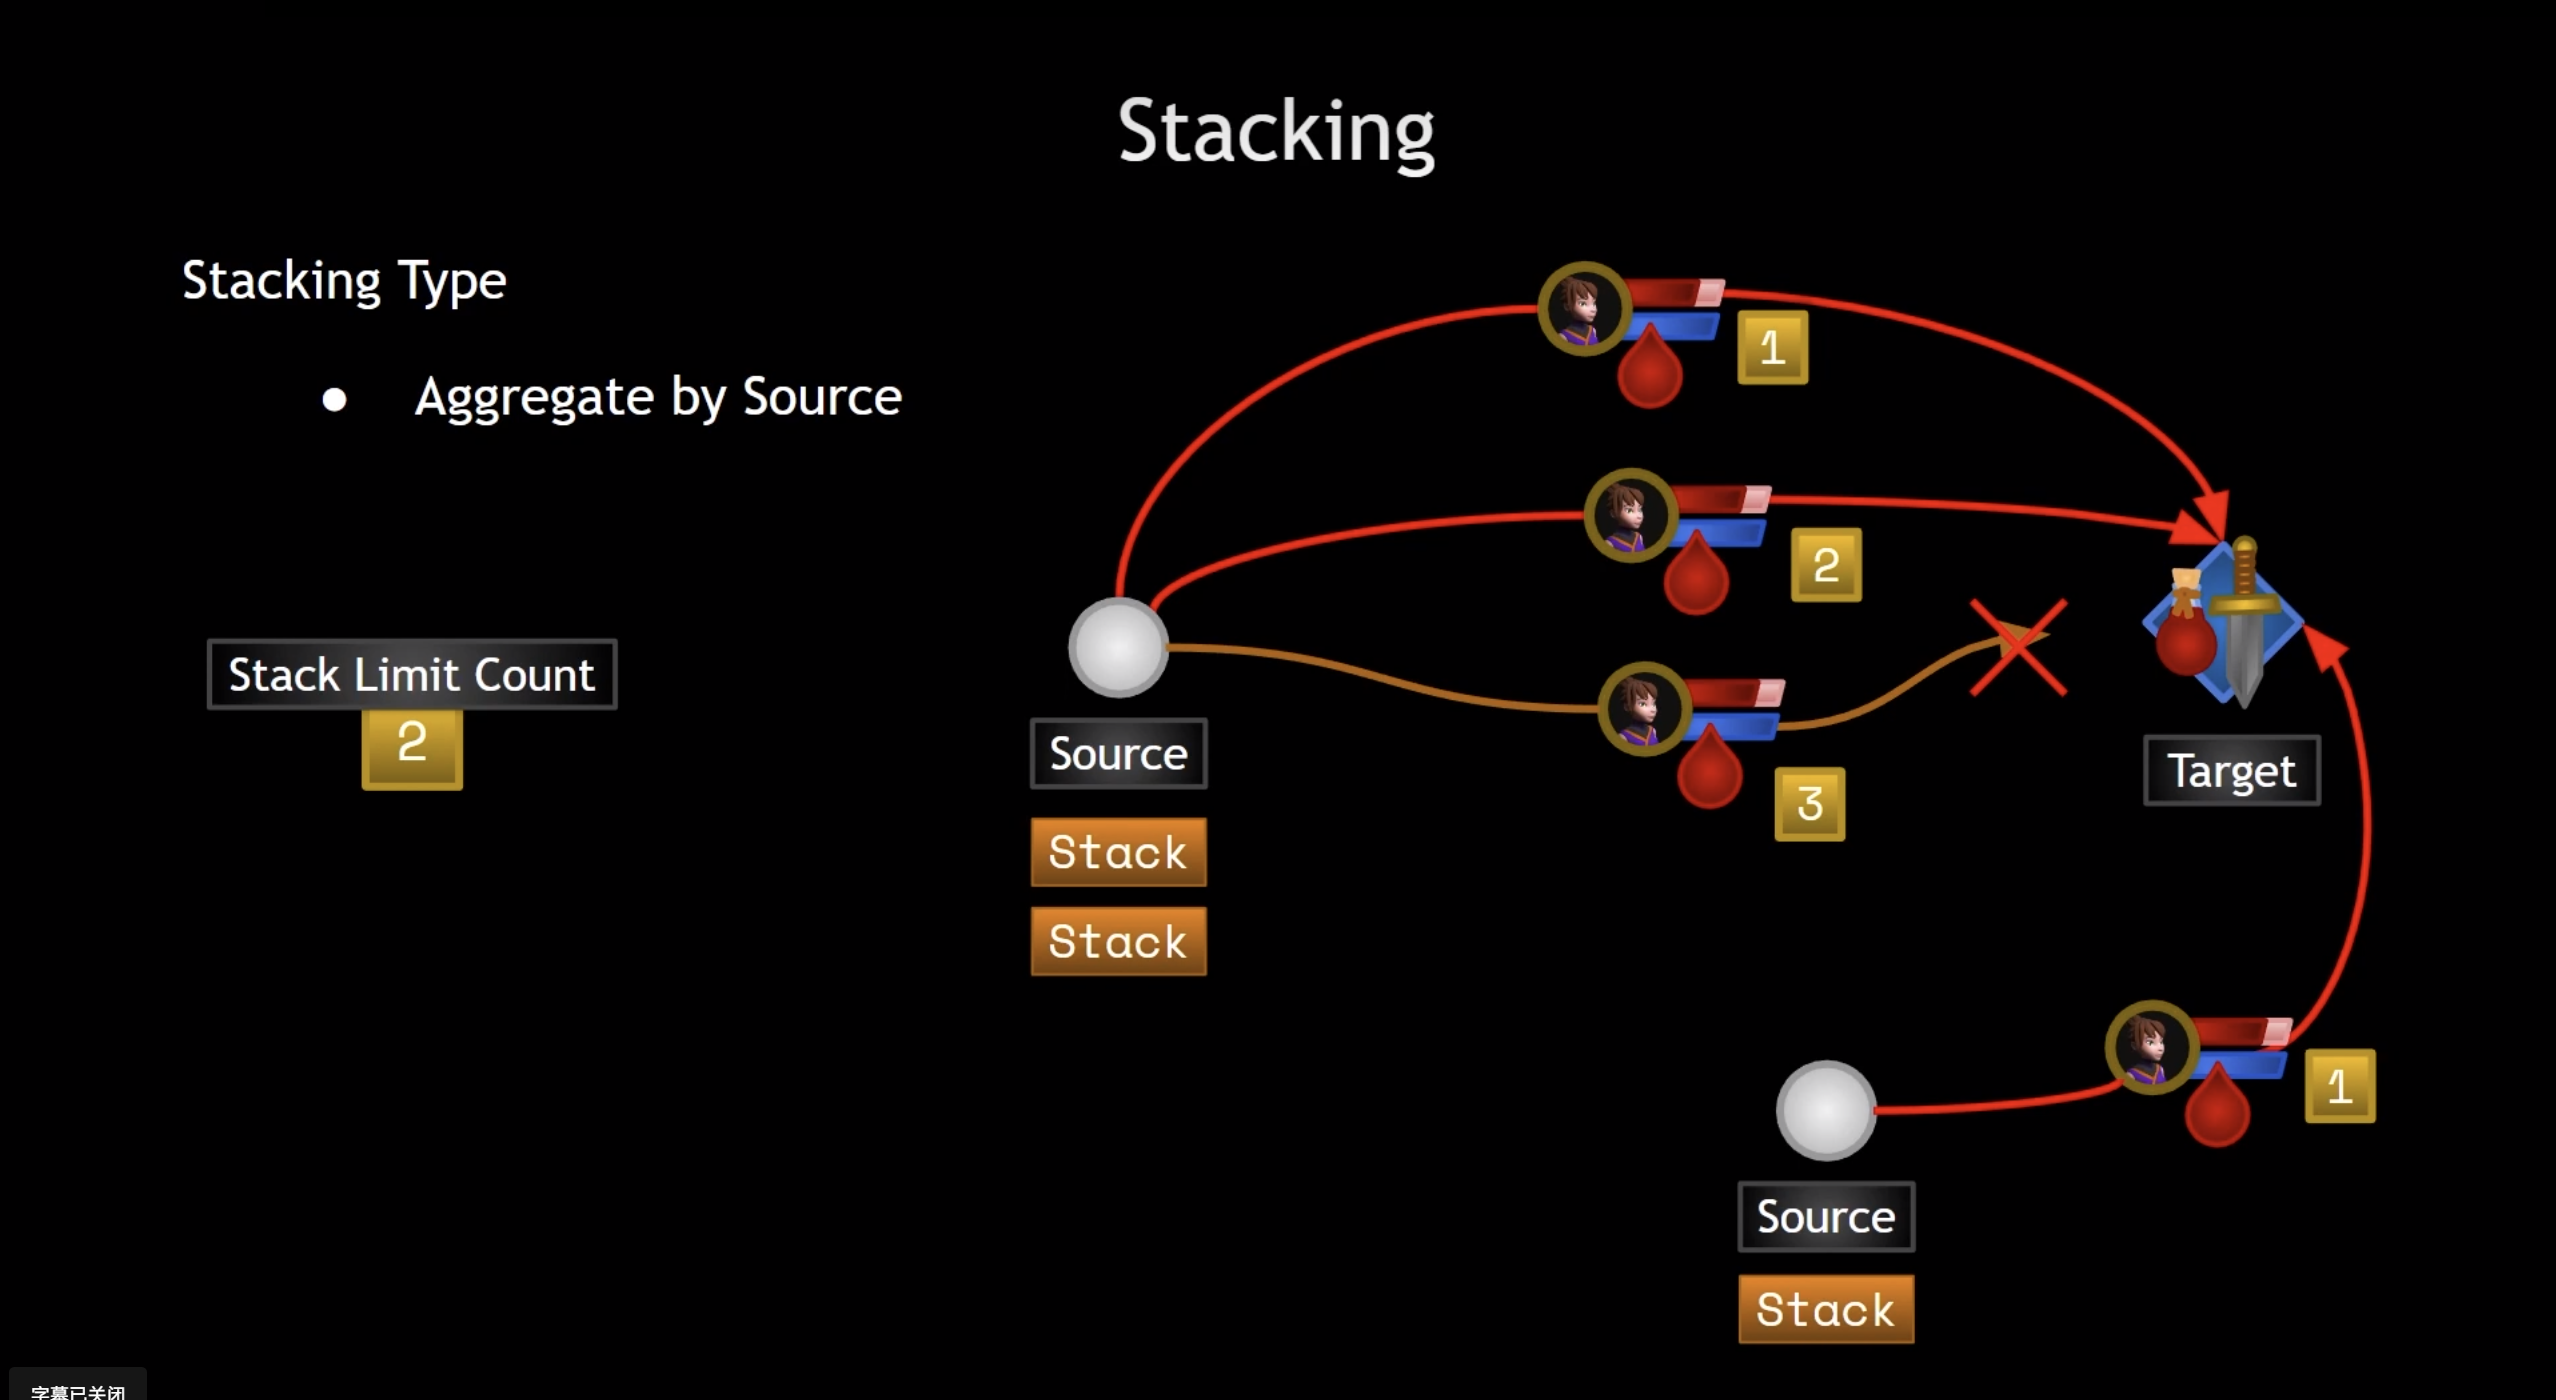 Stacking
Stacking Type
● Aggregate by Source
Stack Limit Count
2
1
2
3
Source
Stack
Stack
Target
1
Source
Stack
字幕已关闭